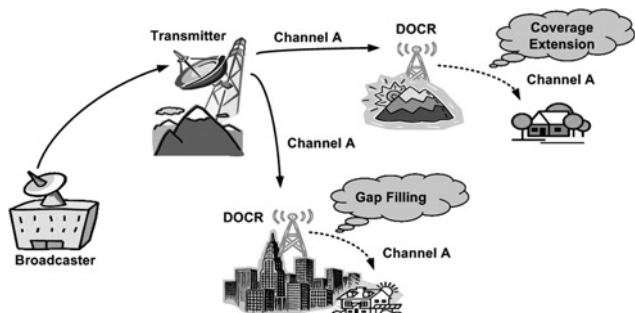 Transmitter
Channel A
DOCR
Coverage
Extension
Channel A
Channel A
Broadcaster
DOCR
Gap Filling
Channel A